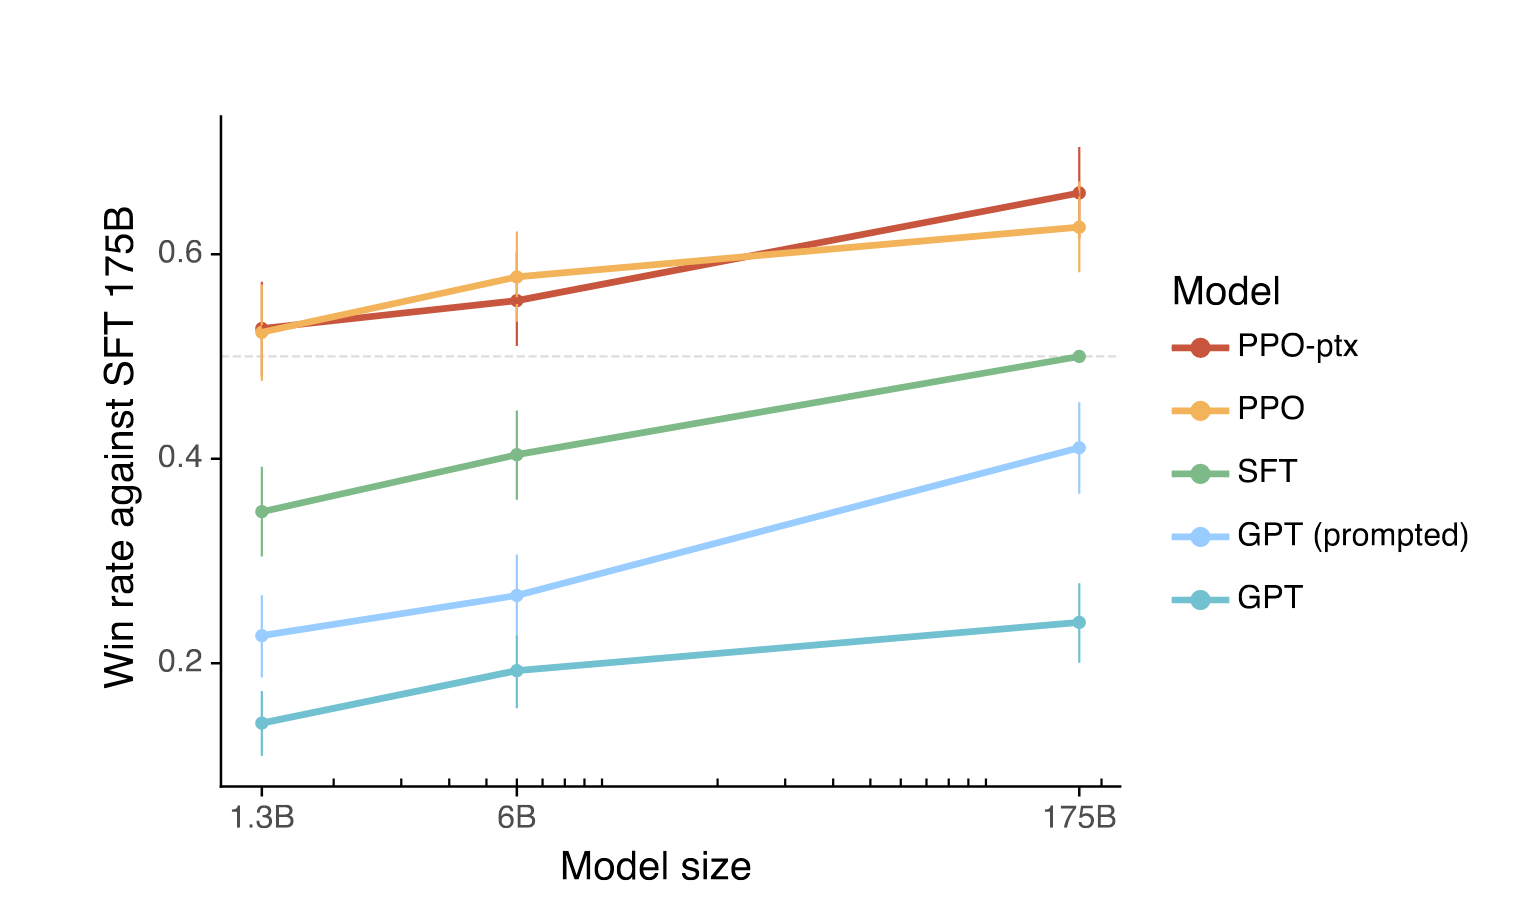 Win rate against SFT 175B
0.6
0.4
0.2
1.3B
6B
175B
Model size
Model
PPO-ptx
PPO
SFT
GPT (prompted)
GPT